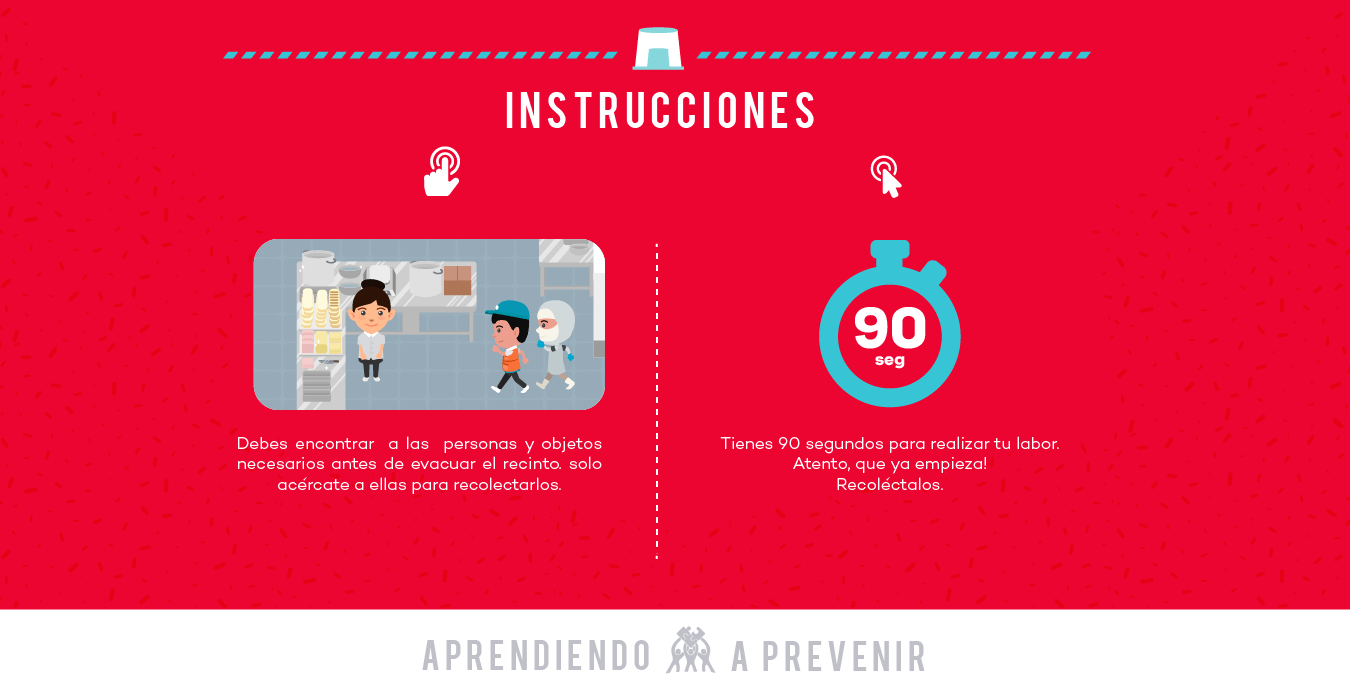 INSTRUCCIONES
90
seg
Debes encontrar a las personas y objetos
necesarios antes de evacuar el recinto. solo
acércate a ellas para recolectarlos.
Tienes 90 segundos para realizar tu labor.
Atento, que ya empieza!
Recoléctalos.
APRENDIENDO A PREVENIR